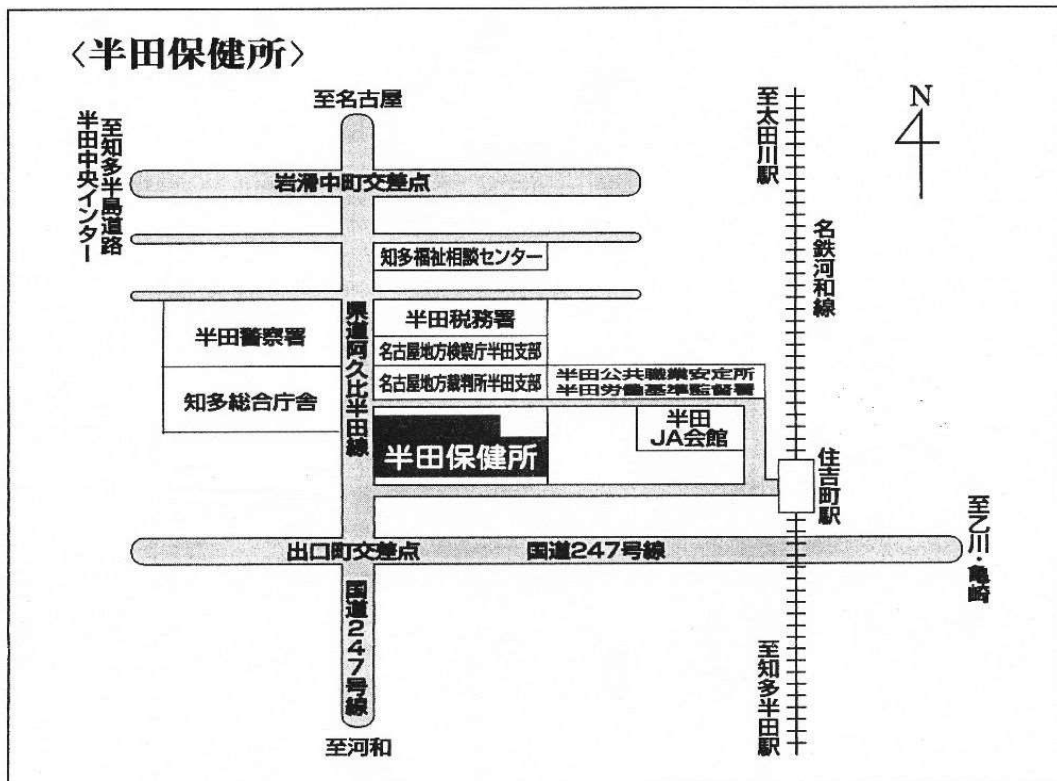 〈半田保健所〉
至名古屋
至太田川駅
N
至知多半島道路
半田中央インター
岩滑中町交差点
名鉄河和線
知多福祉相談センター
県道阿久比半田線
半田警察署
半田税務署
名古屋地方検察庁半田支部
知多総合庁舎
名古屋地方裁判所半田支部
半田公共職業安定所
半田労働基準監督署
半田
JA会館
半田保健所
住吉町駅
至乙川・亀崎
出口町交差点
国道247号線
国道247号線
至知多半田駅
至河和